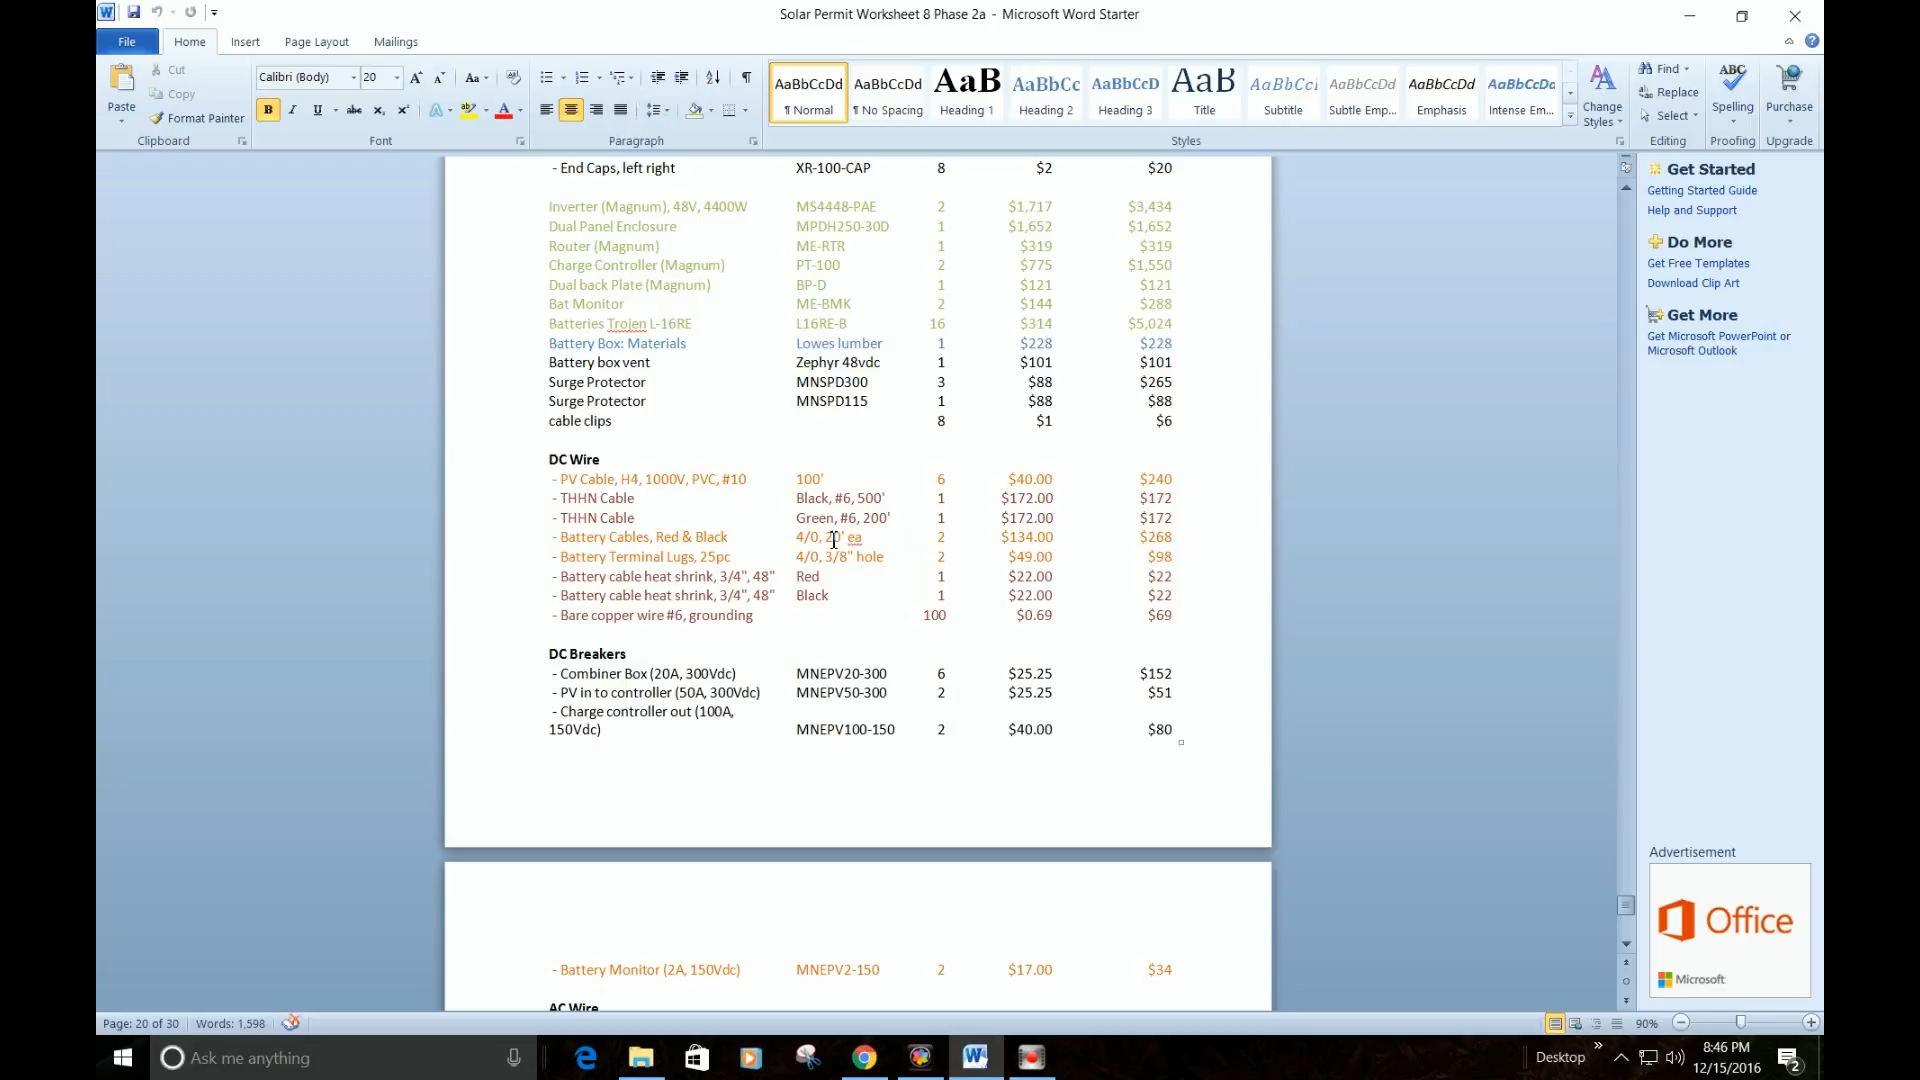 Solar Permit Worksheet 8 Phase 2a - Microsoft Word Starter
File Home Insert Page Layout Mailings
Paste
Cut
Copy
Format Painter
Clipboard
Calibri (Body) 20
Font
Paragraph
AaBbCcDd AaBbCcDd AaB AaBbCc AaBbCcD AaB AaBbCcI AaBbCcDd AaBbCcDd AaBbCcDd
¶ Normal ¶ No Spacing Heading 1 Heading 2 Heading 3 Title Subtitle Subtle Emp... Emphasis Intense Em...
Styles
Change Styles
Find
Replace
Select
Editing
Spelling
Proofing
Purchase
Upgrade
- End Caps, left right XR-100-CAP 8 $2 $20
Inverter (Magnum), 48V, 4400W MS4448-PAE 2 $1,717 $3,434
Dual Panel Enclosure MPDH250-30D 1 $1,652 $1,652
Router (Magnum) ME-RTR 1 $319 $319
Charge Controller (Magnum) PT-100 2 $775 $1,550
Dual back Plate (Magnum) BP-D 1 $121 $121
Bat Monitor ME-BMK 2 $144 $288
Batteries Trojen L-16RE L16RE-B 16 $314 $5,024
Battery Box: Materials Lowes lumber 1 $228 $228
Battery box vent Zephyr 48vdc 1 $101 $101
Surge Protector MNSPD300 3 $88 $265
Surge Protector MNSPD115 1 $88 $88
cable clips 8 $1 $6
DC Wire
- PV Cable, H4, 1000V, PVC, #10 100' 6 $40.00 $240
- THHN Cable Black, #6, 500' 1 $172.00 $172
- THHN Cable Green, #6, 200' 1 $172.00 $172
- Battery Cables, Red & Black 4/0, 20' ea 2 $134.00 $268
- Battery Terminal Lugs, 25pc 4/0, 3/8" hole 2 $49.00 $98
- Battery cable heat shrink, 3/4", 48" Red 1 $22.00 $22
- Battery cable heat shrink, 3/4", 48" Black 1 $22.00 $22
- Bare copper wire #6, grounding 100 $0.69 $69
DC Breakers
- Combiner Box (20A, 300Vdc) MNEPV20-300 6 $25.25 $152
- PV in to controller (50A, 300Vdc) MNEPV50-300 2 $25.25 $51
- Charge controller out (100A,
150Vdc) MNEPV100-150 2 $40.00 $80
- Battery Monitor (2A, 150Vdc) MNEPV2-150 2 $17.00 $34
AC Wire
Get Started
Getting Started Guide
Help and Support
Do More
Get Free Templates
Download Clip Art
Get More
Get Microsoft PowerPoint or
Microsoft Outlook
Advertisement
Office
Microsoft
Page: 20 of 30 Words: 1,598 90%
Ask me anything
Desktop
8:46 PM
12/15/2016
2